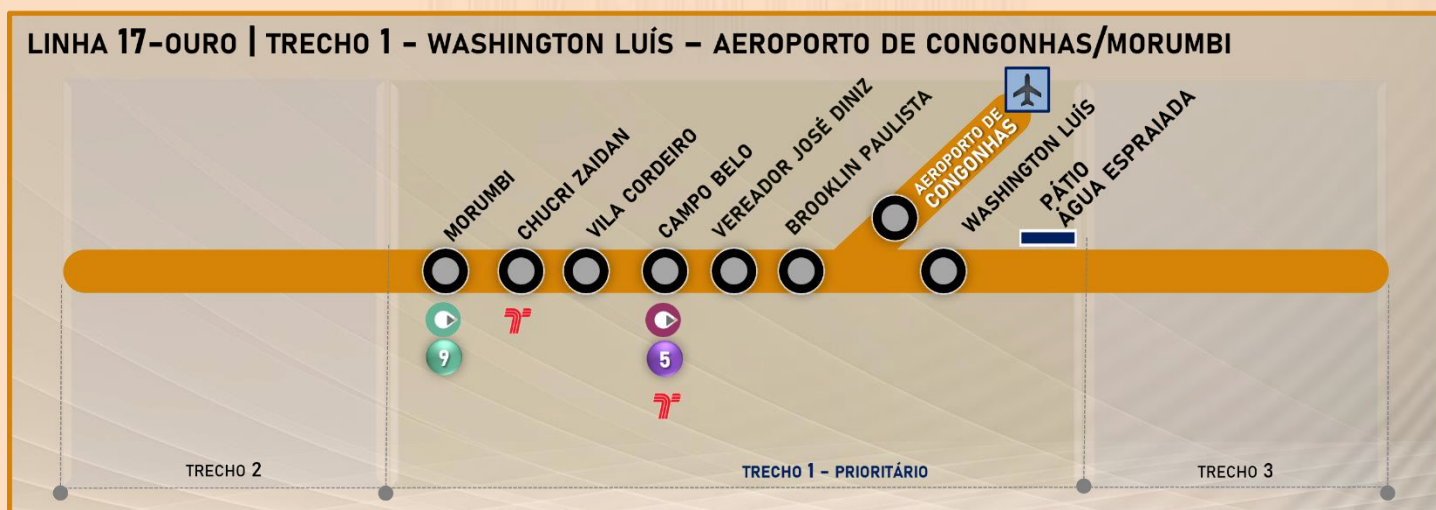 LINHA 17-OURO | TRECHO 1 - WASHINGTON LUÍS – AEROPORTO DE CONGONHAS/MORUMBI
MORUMBI
CHUCRI ZAIDAN
VILA CORDEIRO
CAMPO BELO
VEREADOR JOSÉ DINIZ
BROOKLIN PAULISTA
AEROPORTO DE
CONGONHAS
WASHINGTON LUÍS
PÁTIO
ÁGUA ESPRAIADA
9
5
TRECHO 2
TRECHO 1 – PRIORITÁRIO
TRECHO 3